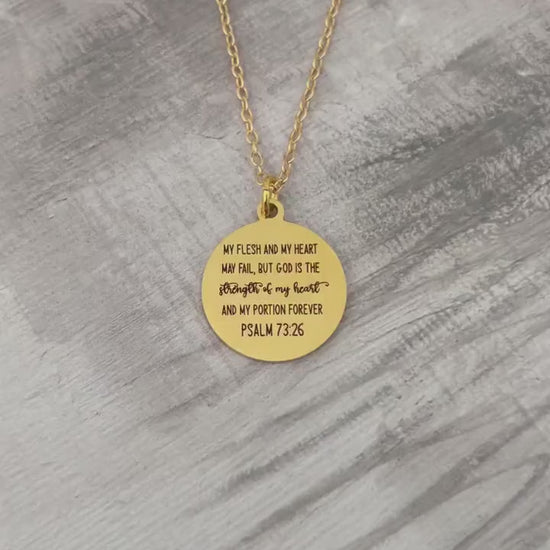 MY FLESH AND MY HEART
MAY FAIL, BUT GOD IS THE
strength of my heart
AND MY PORTION FOREVER
PSALM 73:26